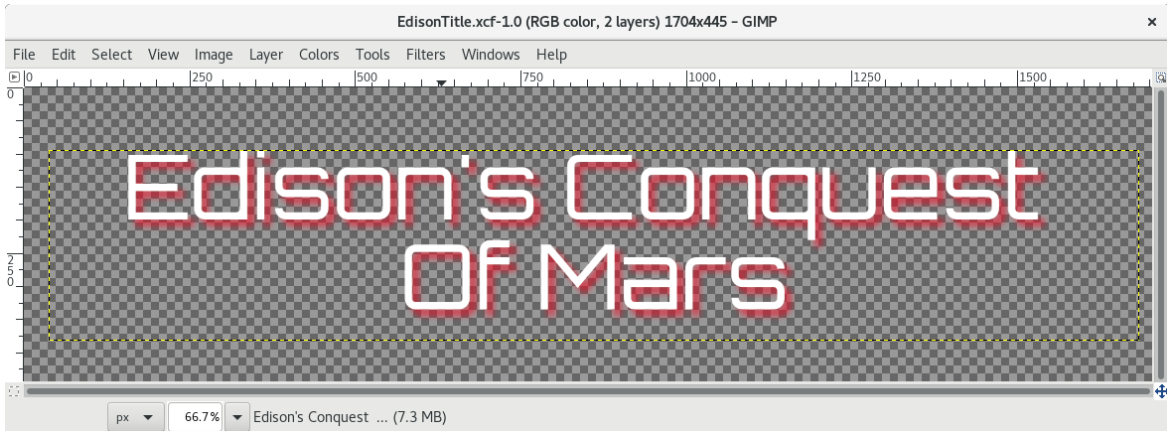 EdisonTitle.xcf-1.0 (RGB color, 2 layers) 1704x445 – GIMP ×
File Edit Select View Image Layer Colors Tools Filters Windows Help
0 250 500 750 1000 1250 1500
0
250
Edison's Conquest
Of Mars
px 66.7% Edison's Conquest ... (7.3 MB)